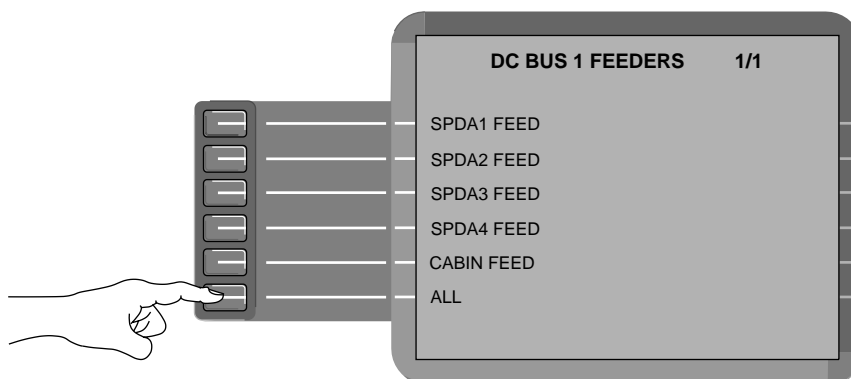 DC BUS 1 FEEDERS 1/1
SPDA1 FEED
SPDA2 FEED
SPDA3 FEED
SPDA4 FEED
CABIN FEED
ALL